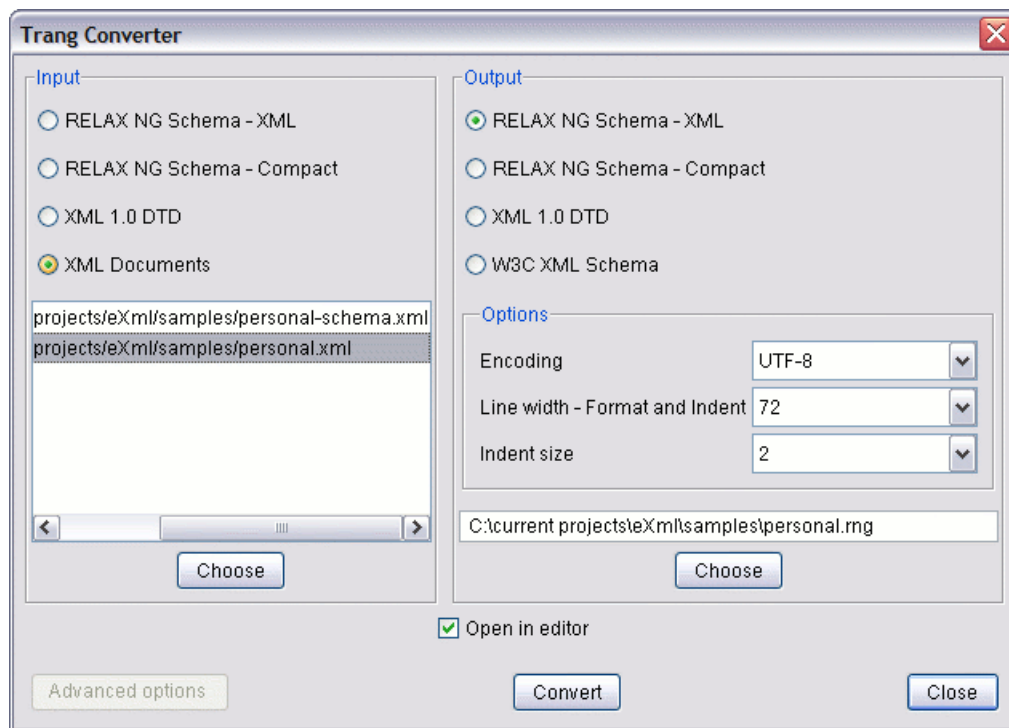 Trang Converter
Input
RELAX NG Schema - XML
RELAX NG Schema - Compact
XML 1.0 DTD
XML Documents
projects/eXml/samples/personal-schema.xml
projects/eXml/samples/personal.xml
Choose
Output
RELAX NG Schema - XML
RELAX NG Schema - Compact
XML 1.0 DTD
W3C XML Schema
Options
Encoding UTF-8
Line width - Format and Indent 72
Indent size 2
C:\current projects\eXml\samples\personal.rng
Choose
Open in editor
Advanced options Convert Close